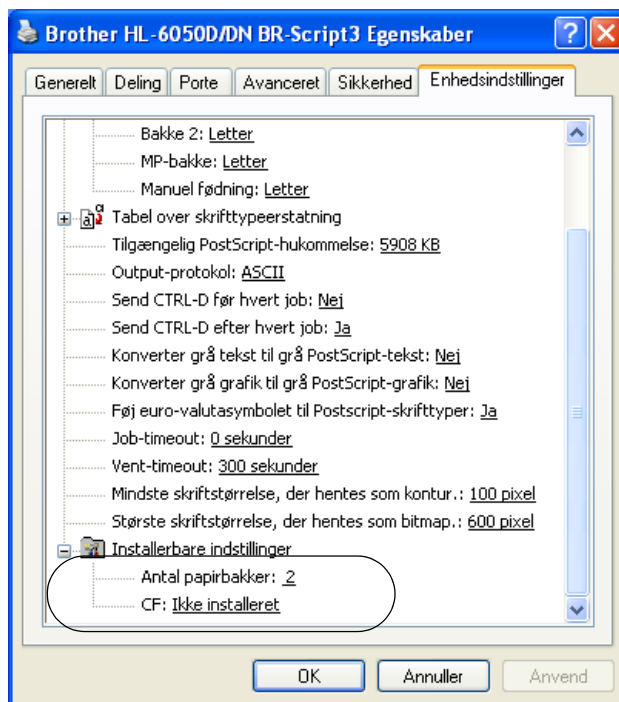 Brother HL-6050D/DN BR-Script3 Egenskaber
Generelt Deling Porte Avanceret Sikkerhed Enhedsindstillinger
Bakke 2: Letter
MP-bakke: Letter
Manuel fødning: Letter
Tabel over skrifttypeerstatning
Tilgængelig PostScript-hukommelse: 5908 KB
Output-protokol: ASCII
Send CTRL-D før hvert job: Nej
Send CTRL-D efter hvert job: Ja
Konverter grå tekst til grå PostScript-tekst: Nej
Konverter grå grafik til grå PostScript-grafik: Nej
Føj euro-valutasymbolet til Postscript-skrifttyper: Ja
Job-timeout: 0 sekunder
Vent-timeout: 300 sekunder
Mindste skriftstørrelse, der hentes som kontur.: 100 pixel
Største skriftstørrelse, der hentes som bitmap.: 600 pixel
Installerbare indstillinger
Antal papirbakker: 2
CF: Ikke installeret
OK Annuller Anvend